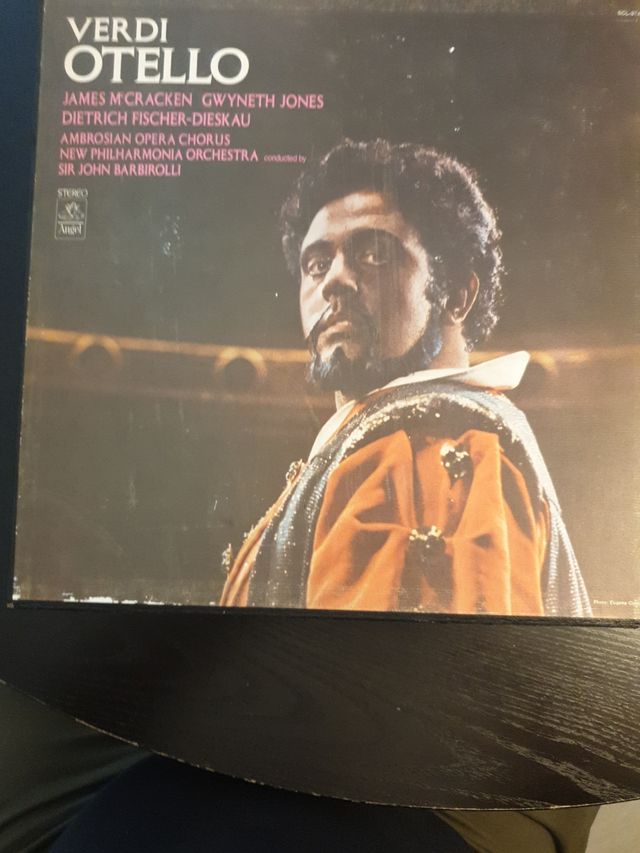 VERDI
OTELLO
JAMES McCRACKEN GWYNETH JONES
DIETRICH FISCHER-DIESKAU
AMBROSIAN OPERA CHORUS
NEW PHILHARMONIA ORCHESTRA conducted by
SIR JOHN BARBIROLLI
STEREO
Angel